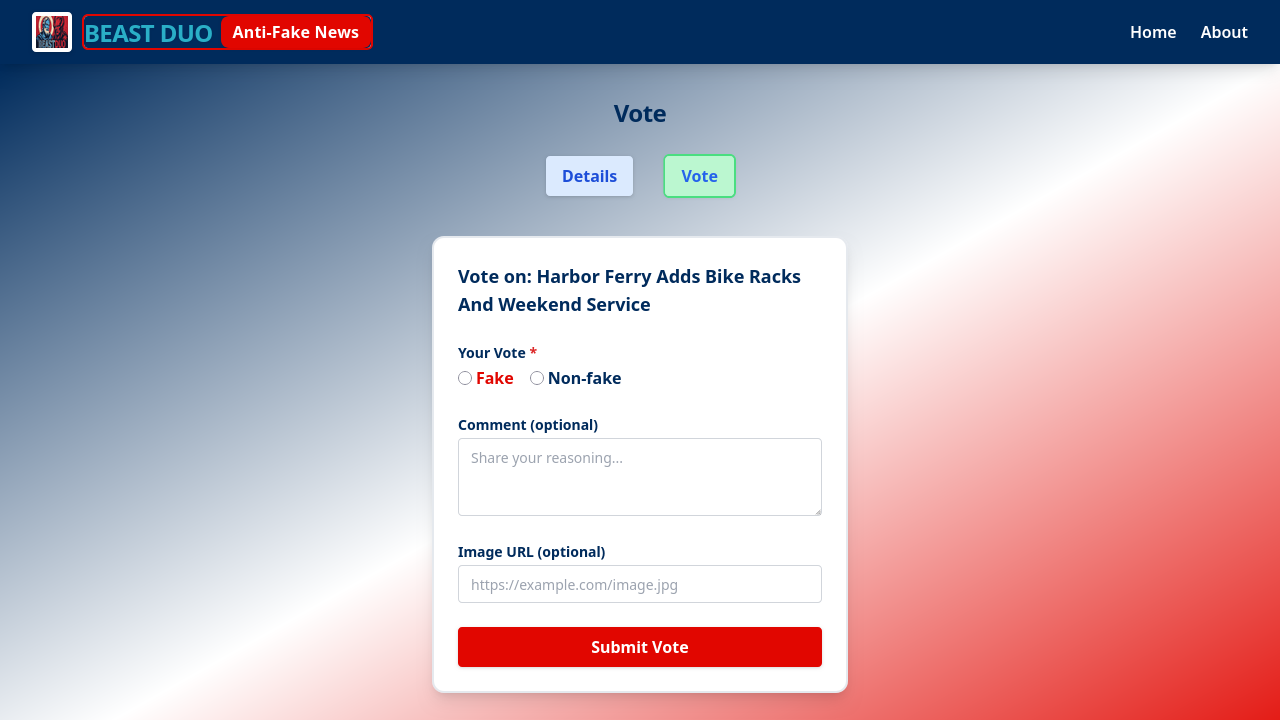 BEAST DUO Anti-Fake News
Home About
Vote
Details Vote
Vote on: Harbor Ferry Adds Bike Racks
And Weekend Service
Your Vote *
Fake Non-fake
Comment (optional)
Share your reasoning...
Image URL (optional)
https://example.com/image.jpg
Submit Vote